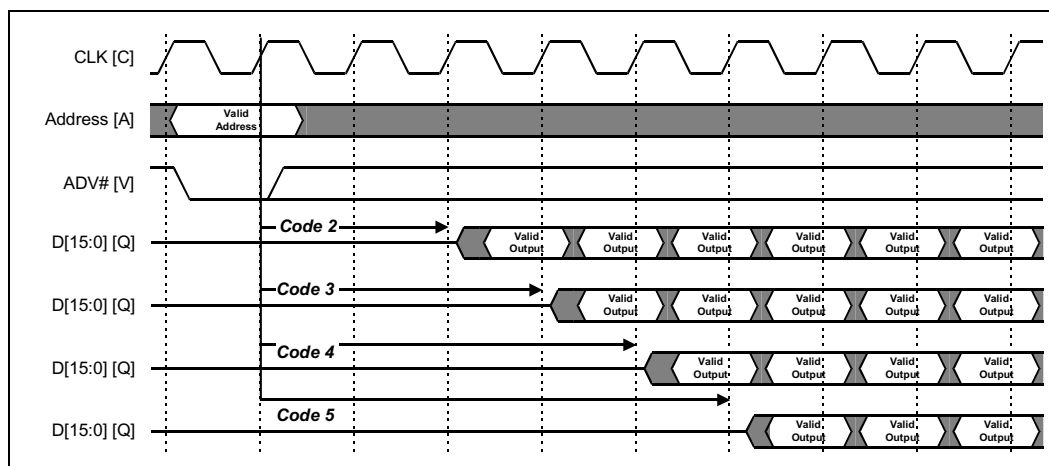 CLK [C]
Address [A]
Valid
Address
ADV# [V]
Code 2
D[15:0] [Q]
Valid
Output
Valid
Output
Valid
Output
Valid
Output
Valid
Output
Valid
Output
Code 3
D[15:0] [Q]
Valid
Output
Valid
Output
Valid
Output
Valid
Output
Valid
Output
Code 4
D[15:0] [Q]
Valid
Output
Valid
Output
Valid
Output
Valid
Output
Code 5
D[15:0] [Q]
Valid
Output
Valid
Output
Valid
Output